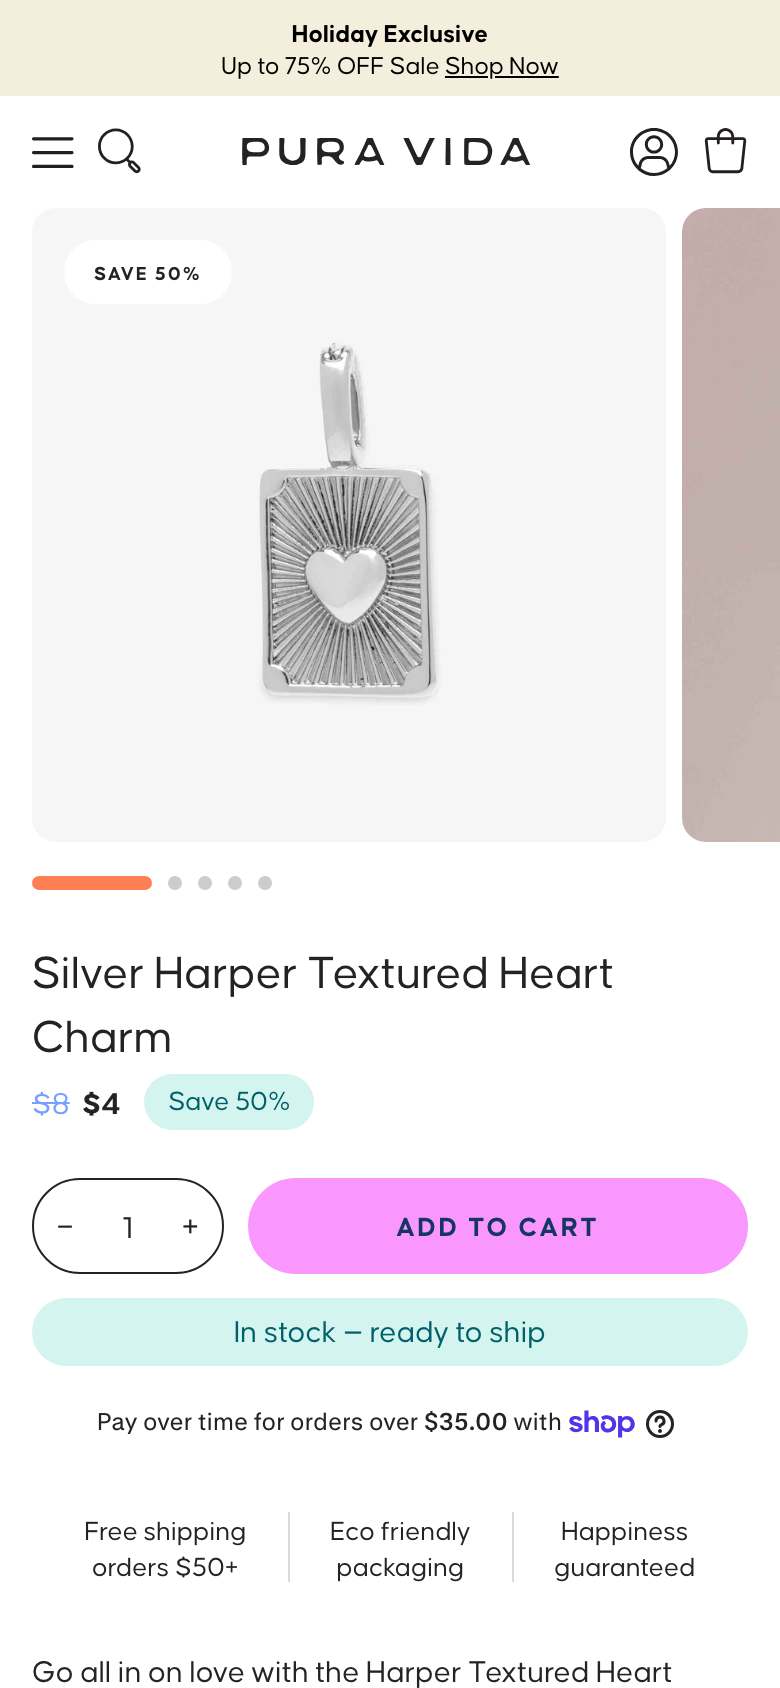 Holiday Exclusive
Up to 75% OFF Sale Shop Now
PURA VIDA
SAVE 50%
Silver Harper Textured Heart
Charm
$8 $4 Save 50%
− 1 + ADD TO CART
In stock – ready to ship
Pay over time for orders over $35.00 with shop ?
Free shipping
orders $50+
Eco friendly
packaging
Happiness
guaranteed
Go all in on love with the Harper Textured Heart